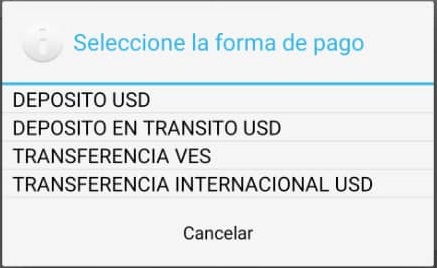 Seleccione la forma de pago
DEPOSITO USD
DEPOSITO EN TRANSITO USD
TRANSFERENCIA VES
TRANSFERENCIA INTERNACIONAL USD
Cancelar